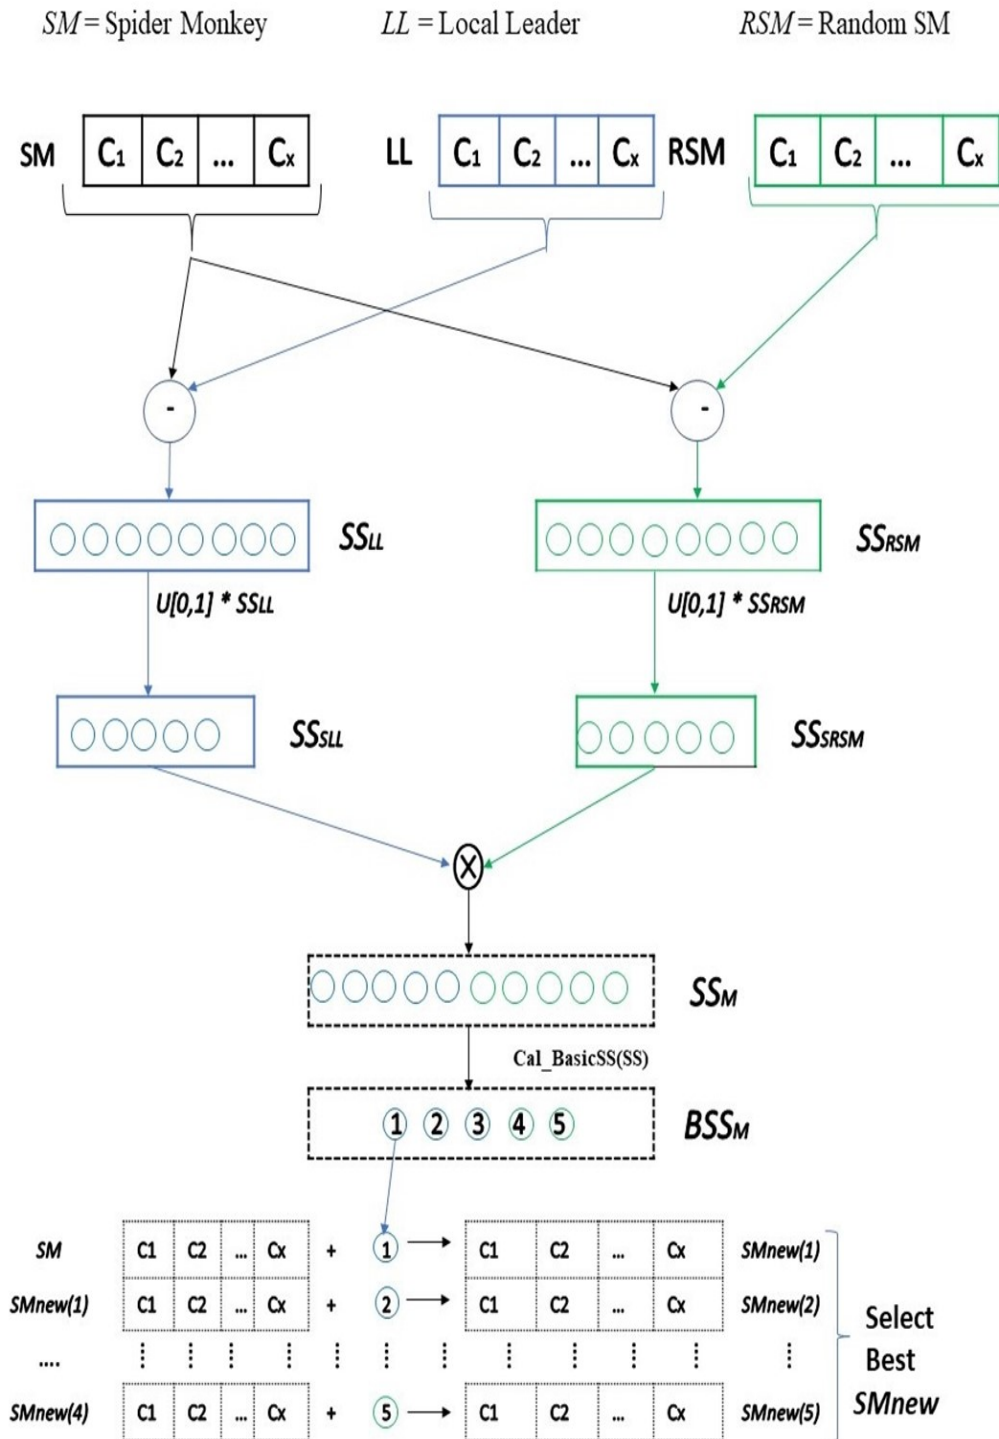 SM = Spider Monkey LL = Local Leader RSM = Random SM
SM C1 C2 ... Cx LL C1 C2 ... Cx RSM C1 C2 ... Cx
- -
SSLL SSRSM
U[0,1] * SSLL U[0,1] * SSRSM
SSSLL SSSRSM
X
SSM
Cal_BasicSS(SS)
1 2 3 4 5 BSSM
SM C1 C2 ... Cx + 1 C1 C2 ... Cx SMnew(1)
SMnew(1) C1 C2 ... Cx + 2 C1 C2 ... Cx SMnew(2)
....
SMnew(4) C1 C2 ... Cx + 5 C1 C2 ... Cx SMnew(5)
Select
Best
SMnew